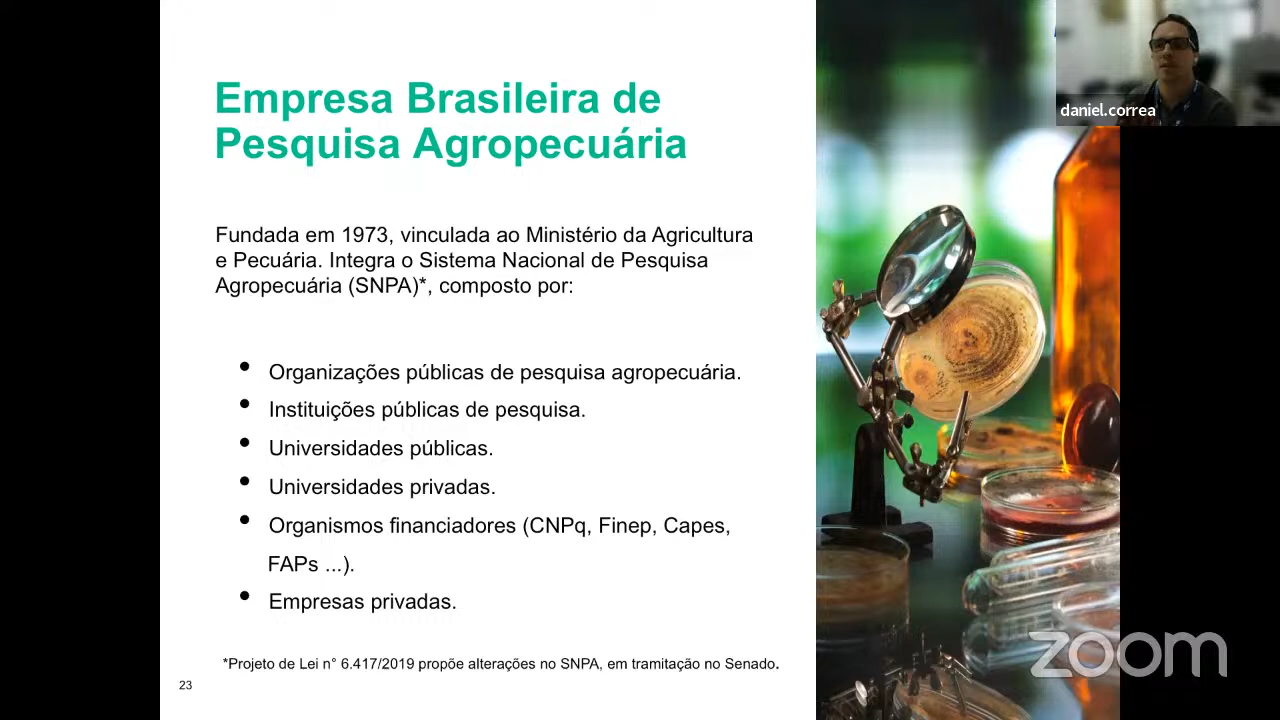 Empresa Brasileira de
Pesquisa Agropecuária
Fundada em 1973, vinculada ao Ministério da Agricultura
e Pecuária. Integra o Sistema Nacional de Pesquisa
Agropecuária (SNPA)*, composto por:
• Organizações públicas de pesquisa agropecuária.
• Instituições públicas de pesquisa.
• Universidades públicas.
• Universidades privadas.
• Organismos financiadores (CNPq, Finep, Capes,
FAPs ...).
• Empresas privadas.
*Projeto de Lei n° 6.417/2019 propõe alterações no SNPA, em tramitação no Senado.
23
daniel.correa
zoom